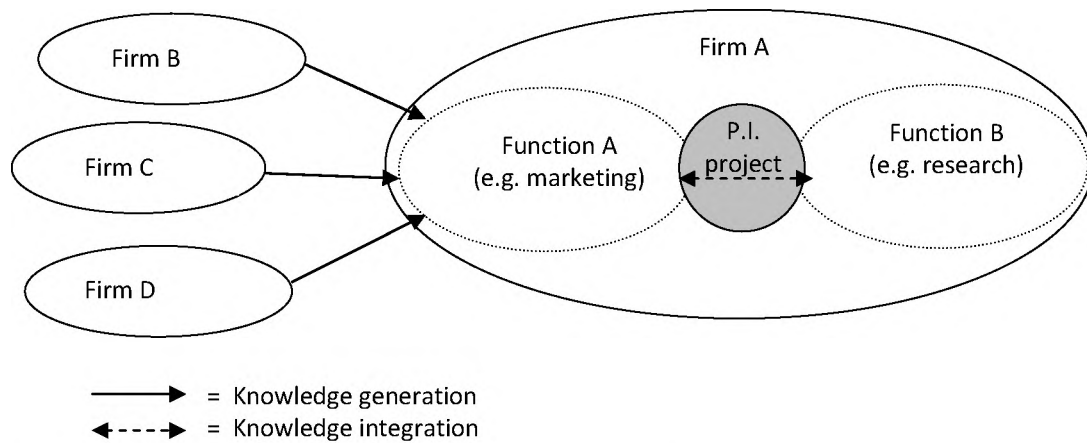 Firm B
Firm C
Firm D
Firm A
Function A
(e.g. marketing)
P.I.
project
Function B
(e.g. research)
= Knowledge generation
= Knowledge integration